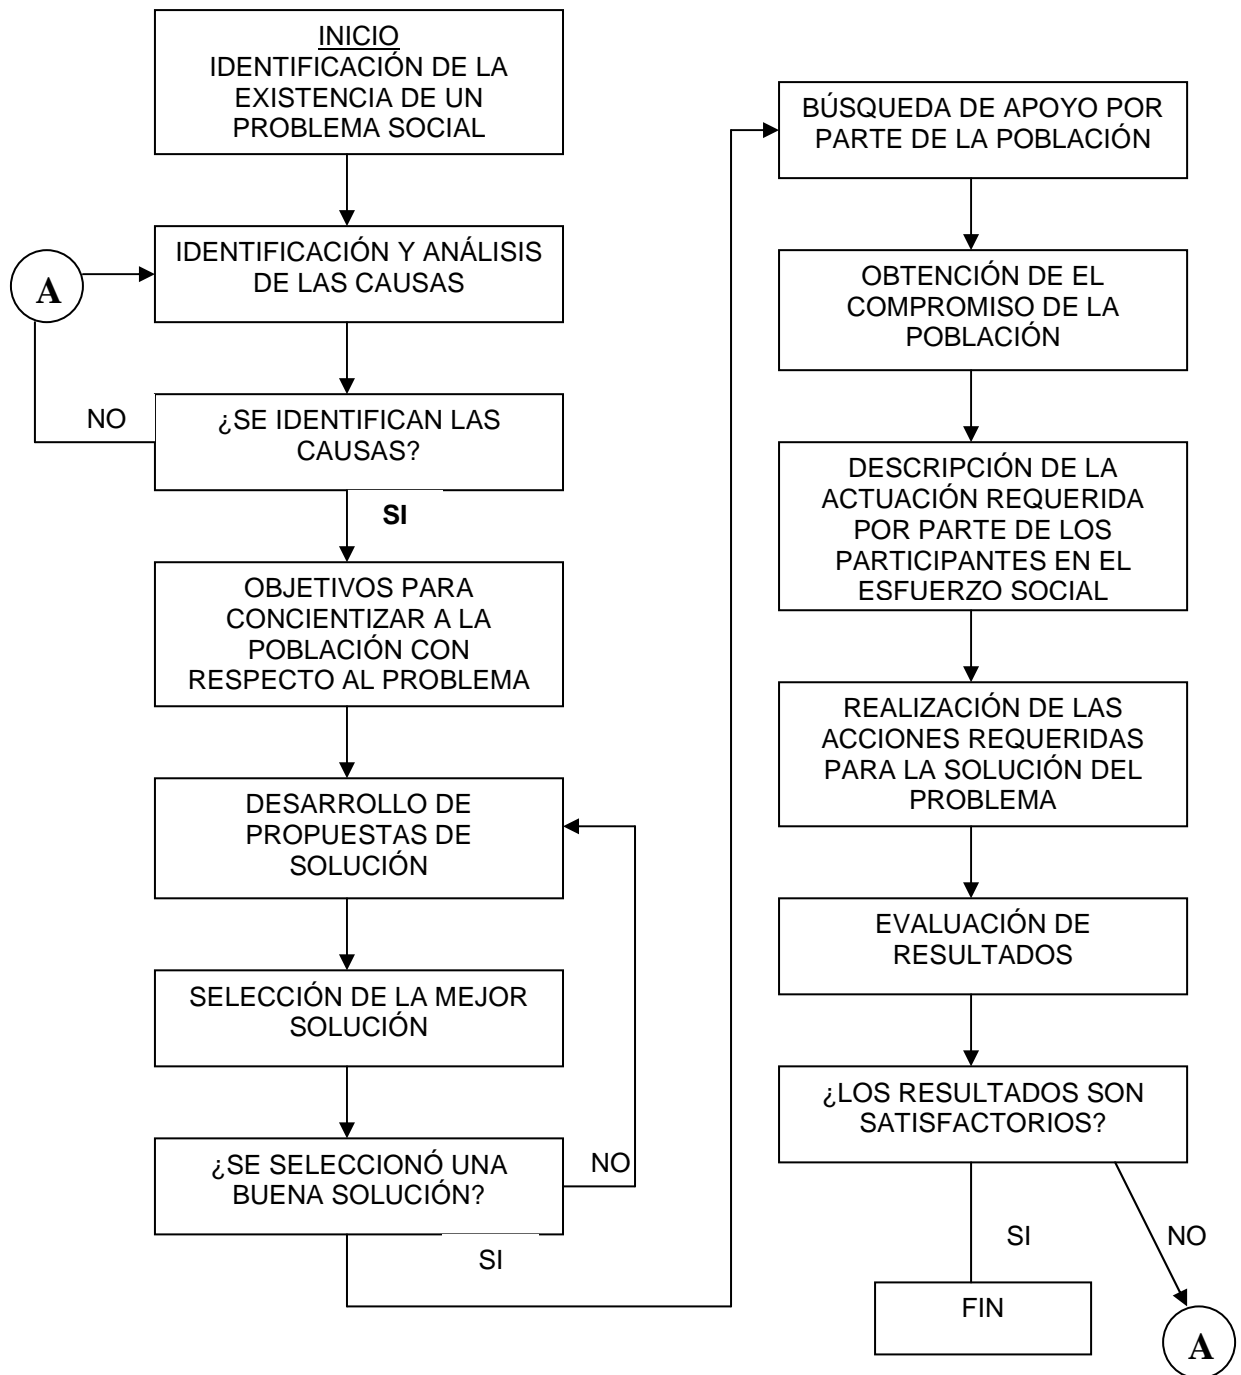 INICIO
IDENTIFICACIÓN DE LA
EXISTENCIA DE UN
PROBLEMA SOCIAL
IDENTIFICACIÓN Y ANÁLISIS
DE LAS CAUSAS
A
¿SE IDENTIFICAN LAS
CAUSAS?
NO
SI
OBJETIVOS PARA
CONCIENTIZAR A LA
POBLACIÓN CON
RESPECTO AL PROBLEMA
DESARROLLO DE
PROPUESTAS DE
SOLUCIÓN
SELECCIÓN DE LA MEJOR
SOLUCIÓN
¿SE SELECCIONÓ UNA
BUENA SOLUCIÓN?
NO
SI
BÚSQUEDA DE APOYO POR
PARTE DE LA POBLACIÓN
OBTENCIÓN DE EL
COMPROMISO DE LA
POBLACIÓN
DESCRIPCIÓN DE LA
ACTUACIÓN REQUERIDA
POR PARTE DE LOS
PARTICIPANTES EN EL
ESFUERZO SOCIAL
REALIZACIÓN DE LAS
ACCIONES REQUERIDAS
PARA LA SOLUCIÓN DEL
PROBLEMA
EVALUACIÓN DE
RESULTADOS
¿LOS RESULTADOS SON
SATISFACTORIOS?
SI
NO
FIN
A